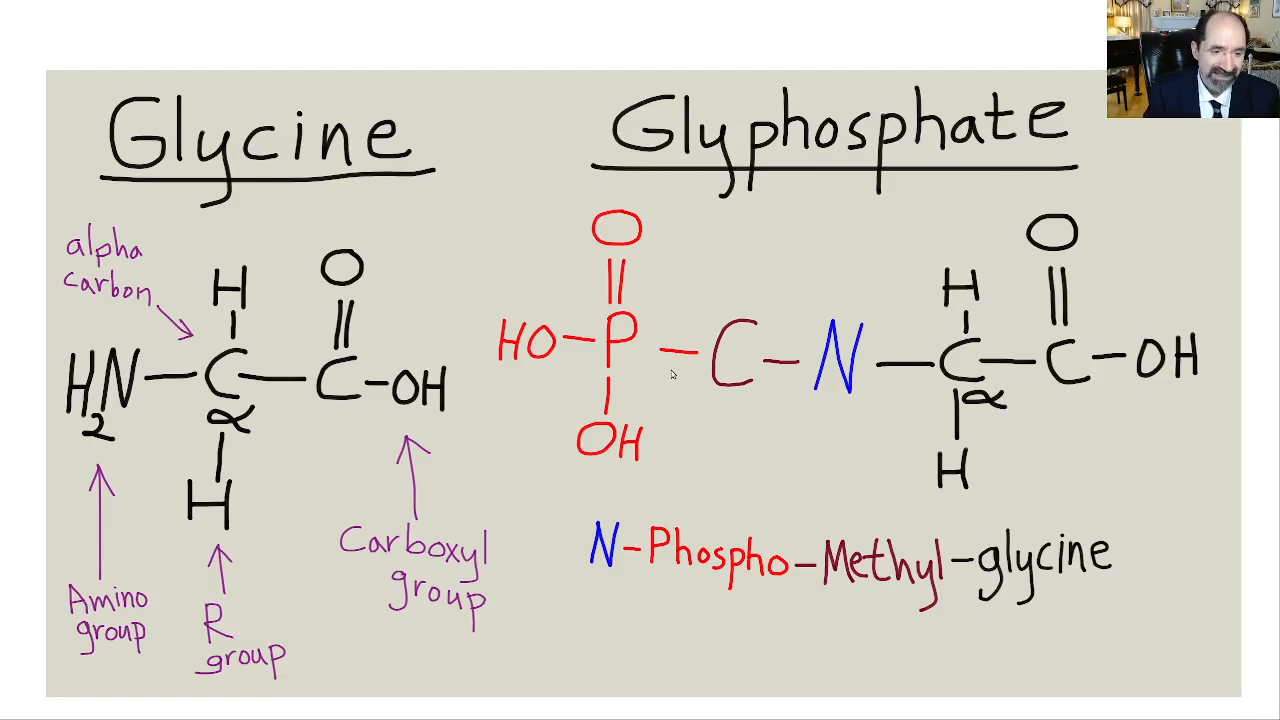 Glycine
Glyphosphate
alpha
carbon
H
O
H2N – C – C – OH
α
H
Amino
group
R
group
Carboxyl
group
O
H
O
HO – P – C – N – C – C – OH
α
OH
H
N – Phospho – Methyl – glycine